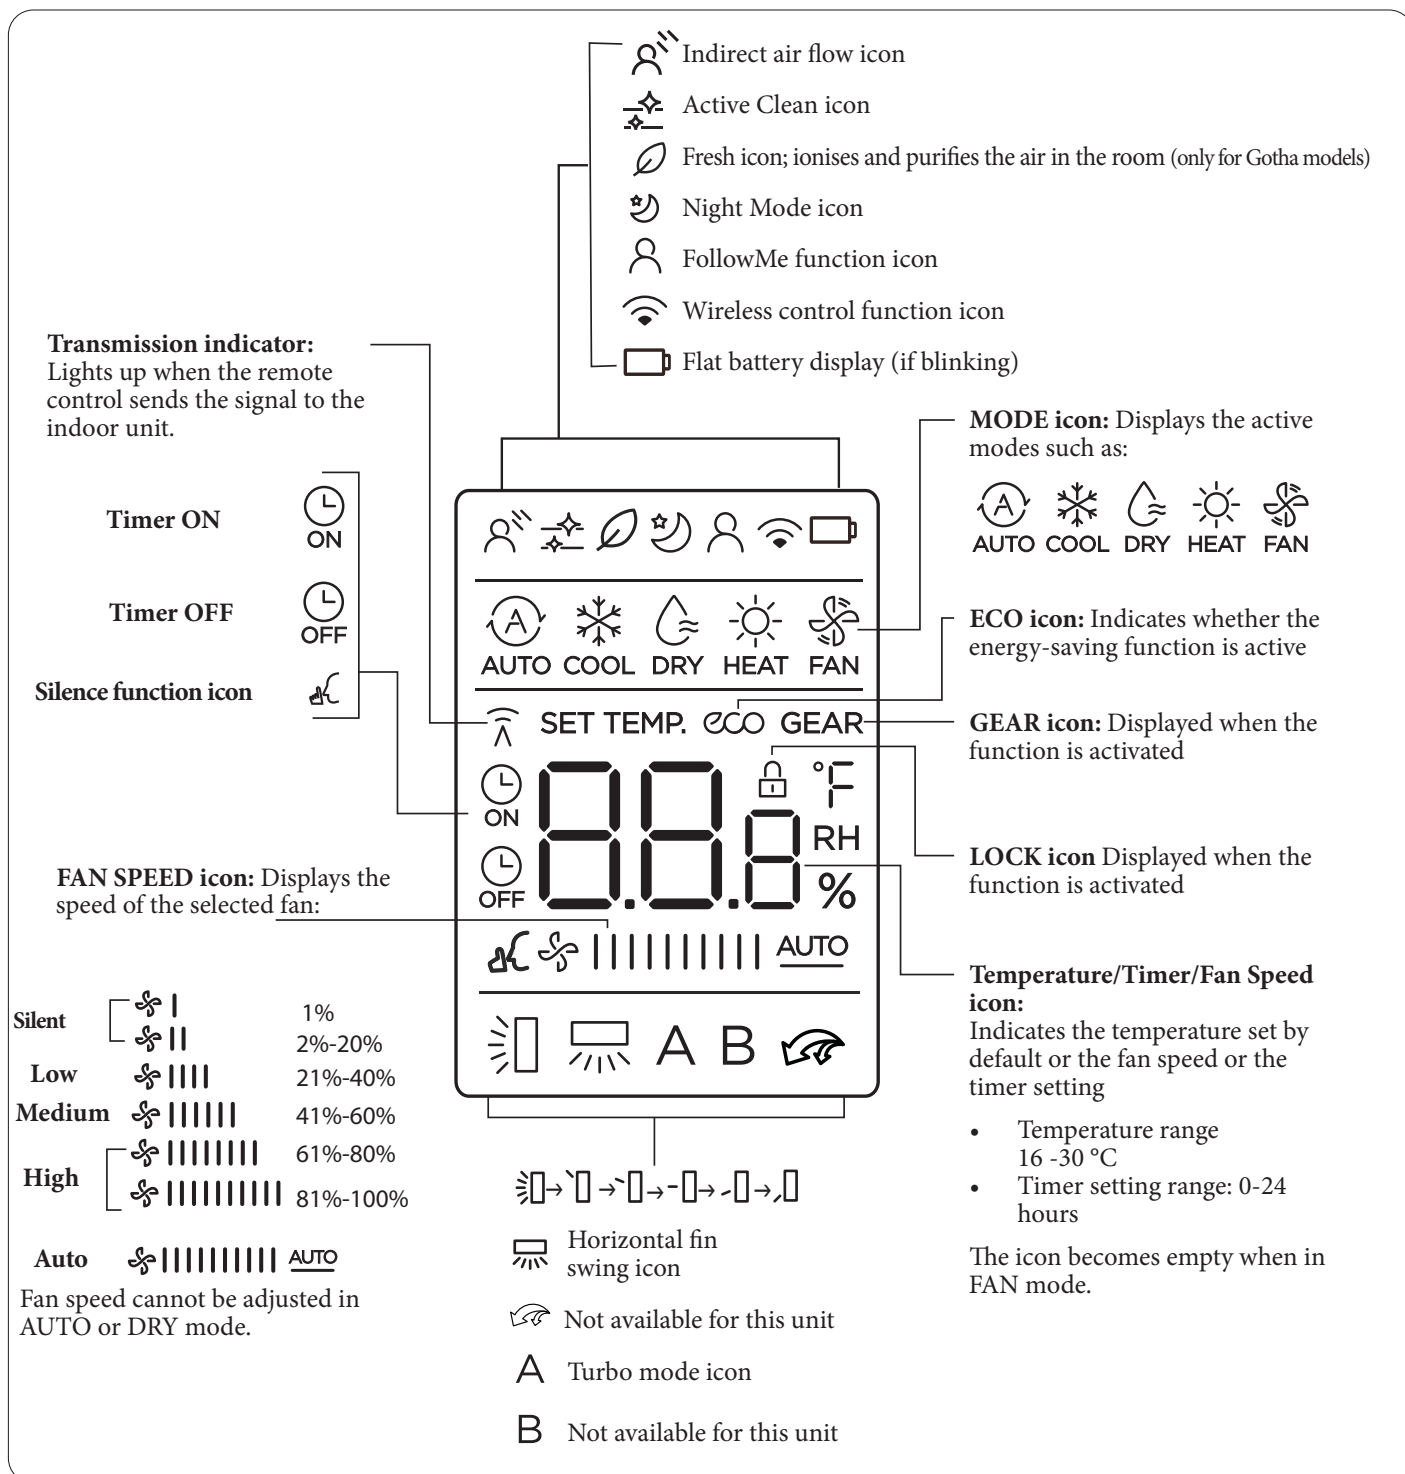 Indirect air flow icon
Active Clean icon
Fresh icon; ionises and purifies the air in the room (only for Gotha models)
Night Mode icon
FollowMe function icon
Wireless control function icon
Flat battery display (if blinking)
Transmission indicator:
Lights up when the remote
control sends the signal to the
indoor unit.
Timer ON
ON
Timer OFF
OFF
Silence function icon
MODE icon: Displays the active
modes such as:
A
AUTO COOL DRY HEAT FAN
ECO icon: Indicates whether the
energy-saving function is active
GEAR icon: Displayed when the
function is activated
LOCK icon Displayed when the
function is activated
A
AUTO COOL DRY HEAT FAN
SET TEMP. eco GEAR
ON
OFF
88.8
°F
RH
%
AUTO
A B
FAN SPEED icon: Displays the
speed of the selected fan:
Silent
1%
2%-20%
Low 21%-40%
Medium 41%-60%
High
61%-80%
81%-100%
Auto AUTO
Fan speed cannot be adjusted in
AUTO or DRY mode.
Temperature/Timer/Fan Speed
icon:
Indicates the temperature set by
default or the fan speed or the
timer setting
• Temperature range
16 -30 °C
• Timer setting range: 0-24
hours
The icon becomes empty when in
FAN mode.
Horizontal fin
swing icon
Not available for this unit
A Turbo mode icon
B Not available for this unit